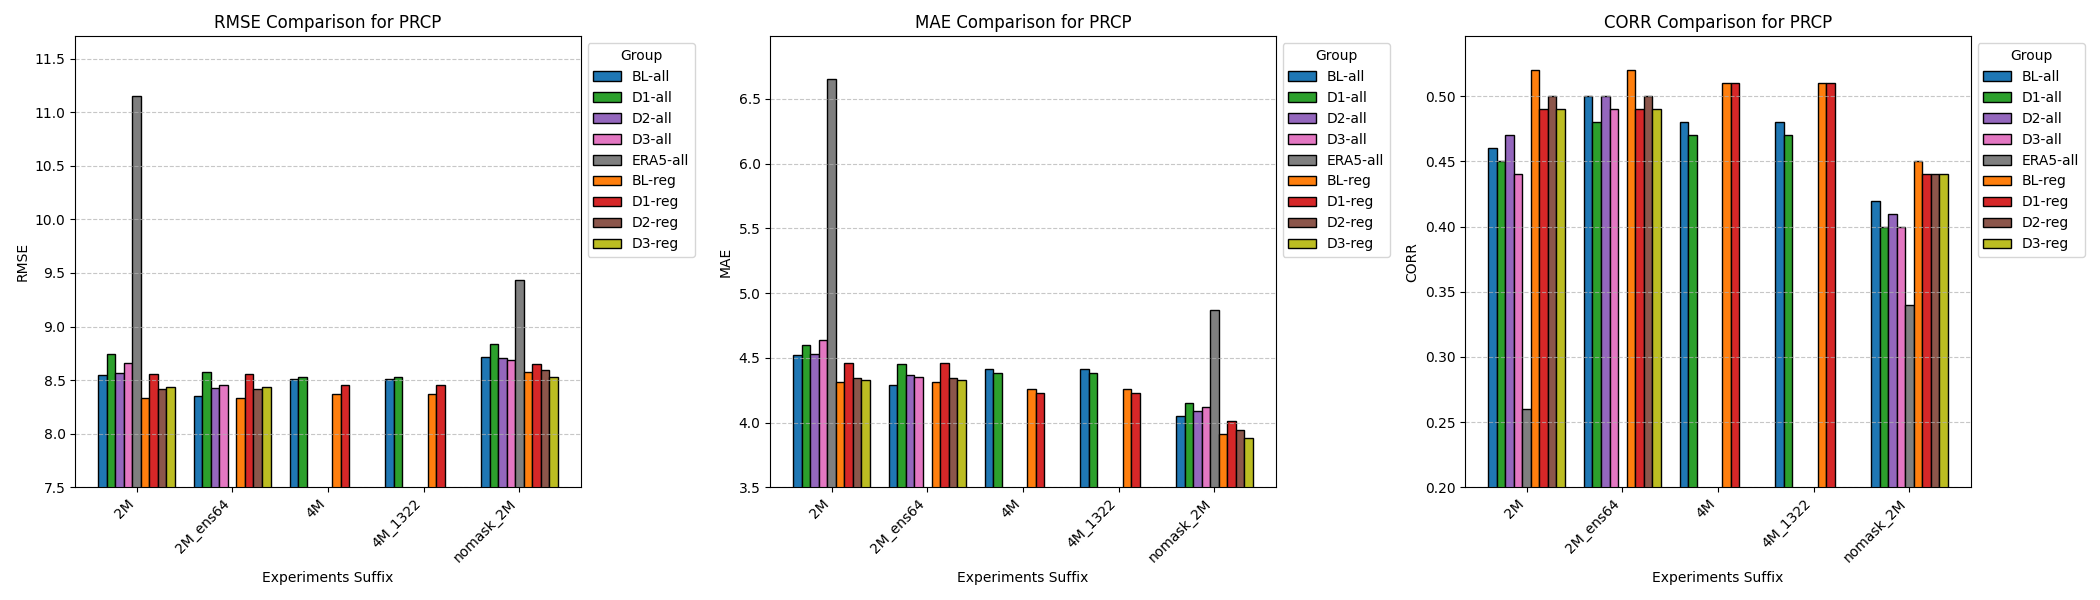 RMSE Comparison for PRCP
RMSE
11.5
11.0
10.5
10.0
9.5
9.0
8.5
8.0
7.5
2M
2M_ens64
4M
4M_1322
nomask_2M
Experiments Suffix
Group
BL-all
D1-all
D2-all
D3-all
ERA5-all
BL-reg
D1-reg
D2-reg
D3-reg
MAE Comparison for PRCP
MAE
6.5
6.0
5.5
5.0
4.5
4.0
3.5
2M
2M_ens64
4M
4M_1322
nomask_2M
Experiments Suffix
Group
BL-all
D1-all
D2-all
D3-all
ERA5-all
BL-reg
D1-reg
D2-reg
D3-reg
CORR Comparison for PRCP
CORR
0.50
0.45
0.40
0.35
0.30
0.25
0.20
2M
2M_ens64
4M
4M_1322
nomask_2M
Experiments Suffix
Group
BL-all
D1-all
D2-all
D3-all
ERA5-all
BL-reg
D1-reg
D2-reg
D3-reg